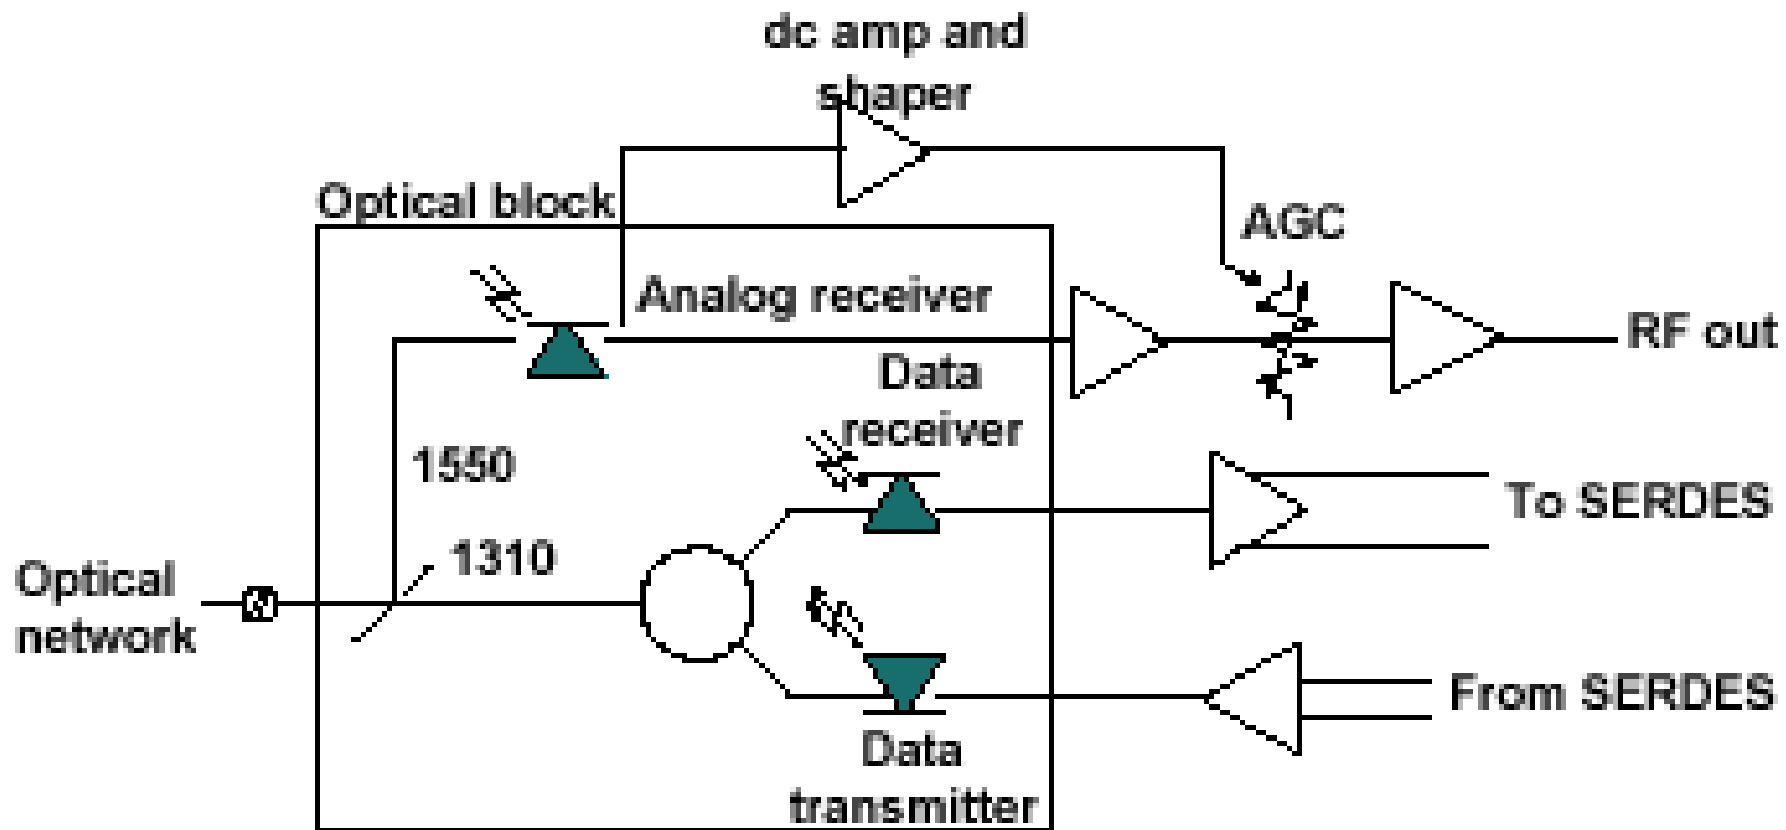 dc amp and
shaper
Optical block
AGC
Analog receiver
RF out
Data
receiver
1550
To SERDES
1310
Optical
network
From SERDES
Data
transmitter